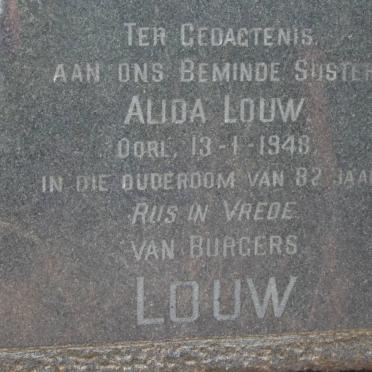 TER GEDAGTENIS
AAN ONS BEMINDE SUSTER
ALIDA LOUW.
OORL. 13-1-1948.
IN DIE OUDERDOM VAN 82 JAAR
RUS IN VREDE
VAN BURGERS
LOUW